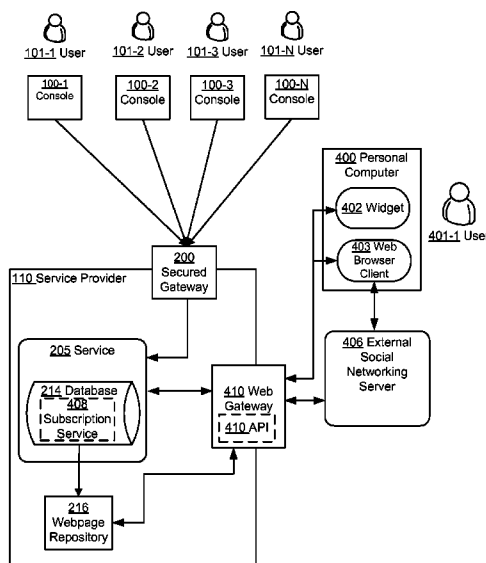 101-1 User
101-2 User
101-3 User
101-N User
100-1
Console
100-2
Console
100-3
Console
100-N
Console
400 Personal
Computer
402 Widget
403 Web
Browser
Client
401-1 User
200
Secured
Gateway
110 Service Provider
205 Service
214 Database
408
Subscription
Service
410 Web
Gateway
410 API
406 External
Social
Networking
Server
216
Webpage
Repository